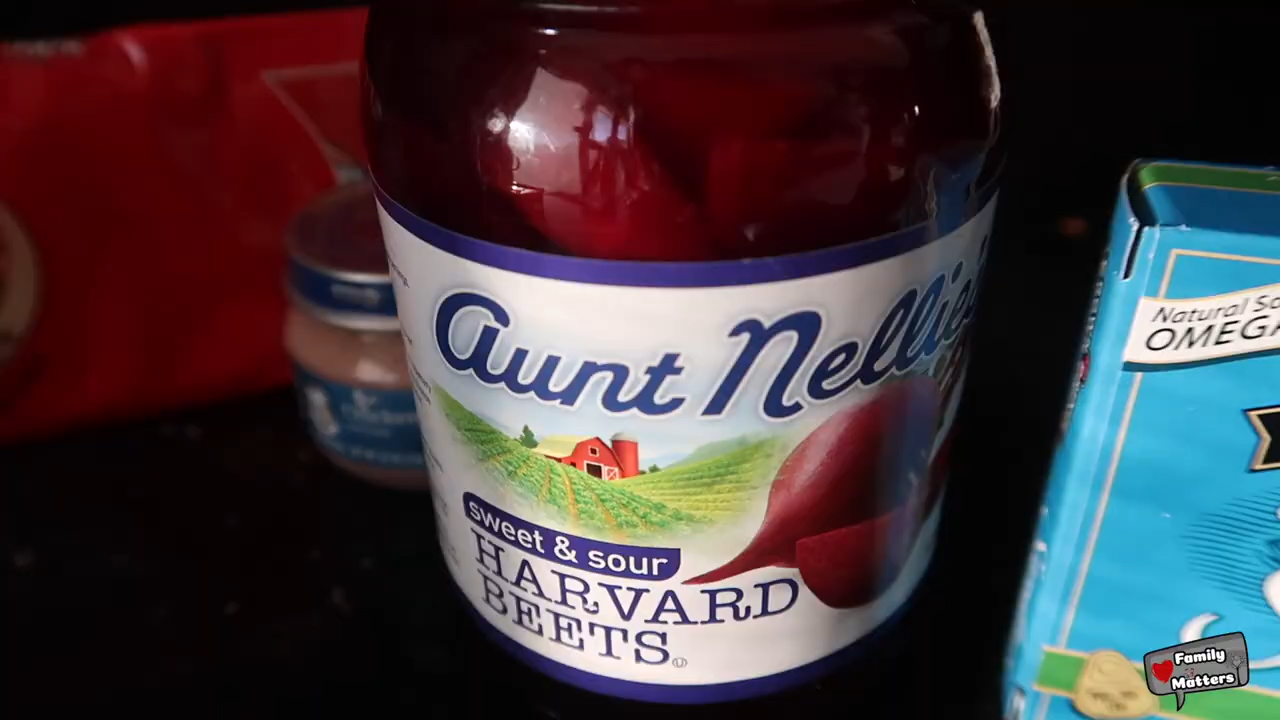 Aunt Nellie's
sweet & sour
HARVARD
BEETS
Natural So
OMEGA
Family
Matters